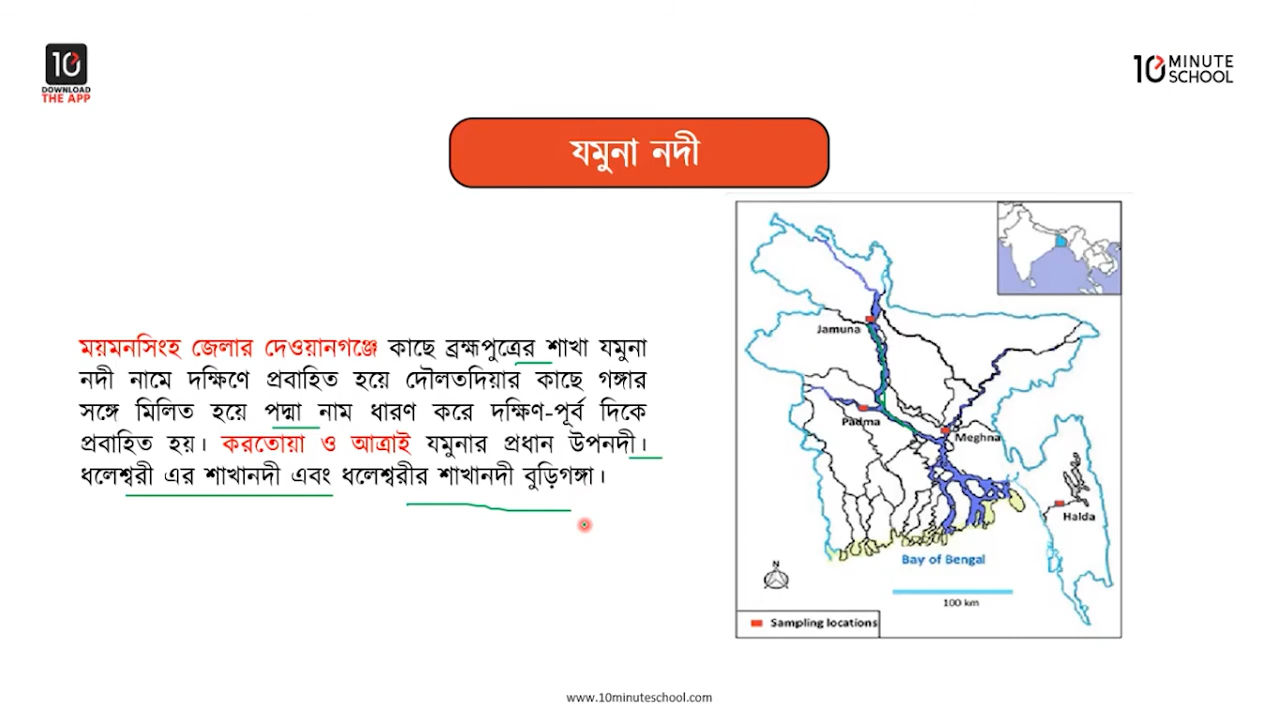 10
DOWNLOAD
THE APP
10 MINUTE
SCHOOL
যমুনা নদী
ময়মনসিংহ জেলার দেওয়ানগঞ্জে কাছে ব্রহ্মপুত্রের শাখা যমুনা
নদী নামে দক্ষিণে প্রবাহিত হয়ে দৌলতদিয়ার কাছে গঙ্গার
সঙ্গে মিলিত হয়ে পদ্মা নাম ধারণ করে দক্ষিণ-পূর্ব দিকে
প্রবাহিত হয়। করতোয়া ও আত্রাই যমুনার প্রধান উপনদী।
ধলেশ্বরী এর শাখানদী এবং ধলেশ্বরীর শাখানদী বুড়িগঙ্গা।
Jamuna
Padma
Meghna
Halda
Bay of Bengal
N
100 km
Sampling locations
www.10minuteschool.com